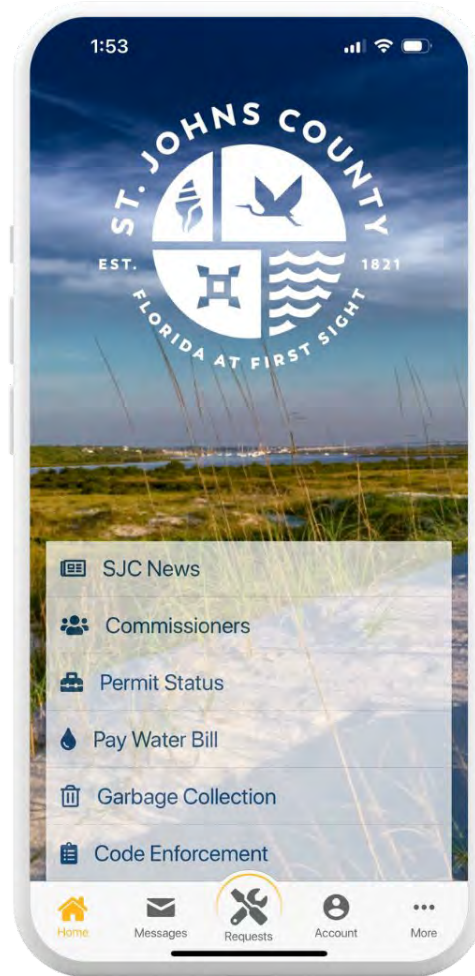 1:53
ST. JOHNS COUNTY
EST. 1821
FLORIDA AT FIRST SIGHT
SJC News
Commissioners
Permit Status
Pay Water Bill
Garbage Collection
Code Enforcement
Home Messages Requests Account More